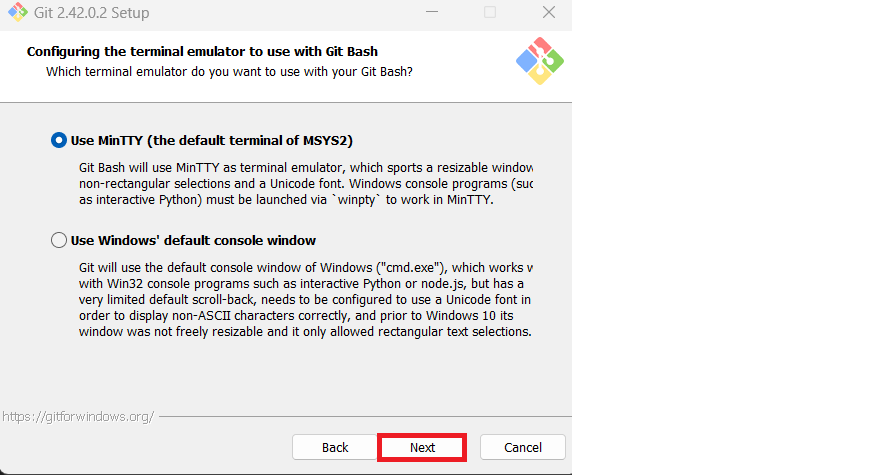 Git 2.42.0.2 Setup
Configuring the terminal emulator to use with Git Bash
Which terminal emulator do you want to use with your Git Bash?
Use MinTTY (the default terminal of MSYS2)
Git Bash will use MinTTY as terminal emulator, which sports a resizable window
non-rectangular selections and a Unicode font. Windows console programs (suc
as interactive Python) must be launched via `winpty` to work in MinTTY.
Use Windows' default console window
Git will use the default console window of Windows ("cmd.exe"), which works w
with Win32 console programs such as interactive Python or node.js, but has a
very limited default scroll-back, needs to be configured to use a Unicode font in
order to display non-ASCII characters correctly, and prior to Windows 10 its
window was not freely resizable and it only allowed rectangular text selections.
https://gitforwindows.org/
Back Next Cancel